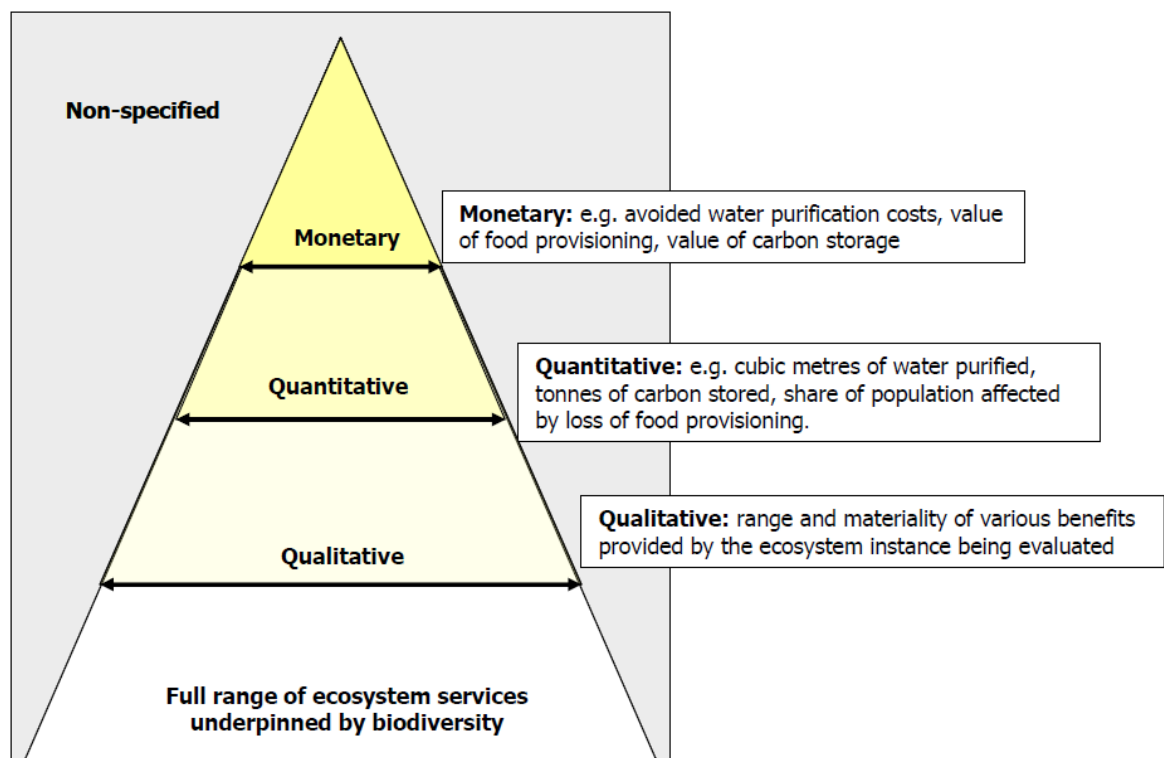 Non-specified
Monetary
Monetary: e.g. avoided water purification costs, value
of food provisioning, value of carbon storage
Quantitative
Quantitative: e.g. cubic metres of water purified,
tonnes of carbon stored, share of population affected
by loss of food provisioning.
Qualitative
Qualitative: range and materiality of various benefits
provided by the ecosystem instance being evaluated
Full range of ecosystem services
underpinned by biodiversity